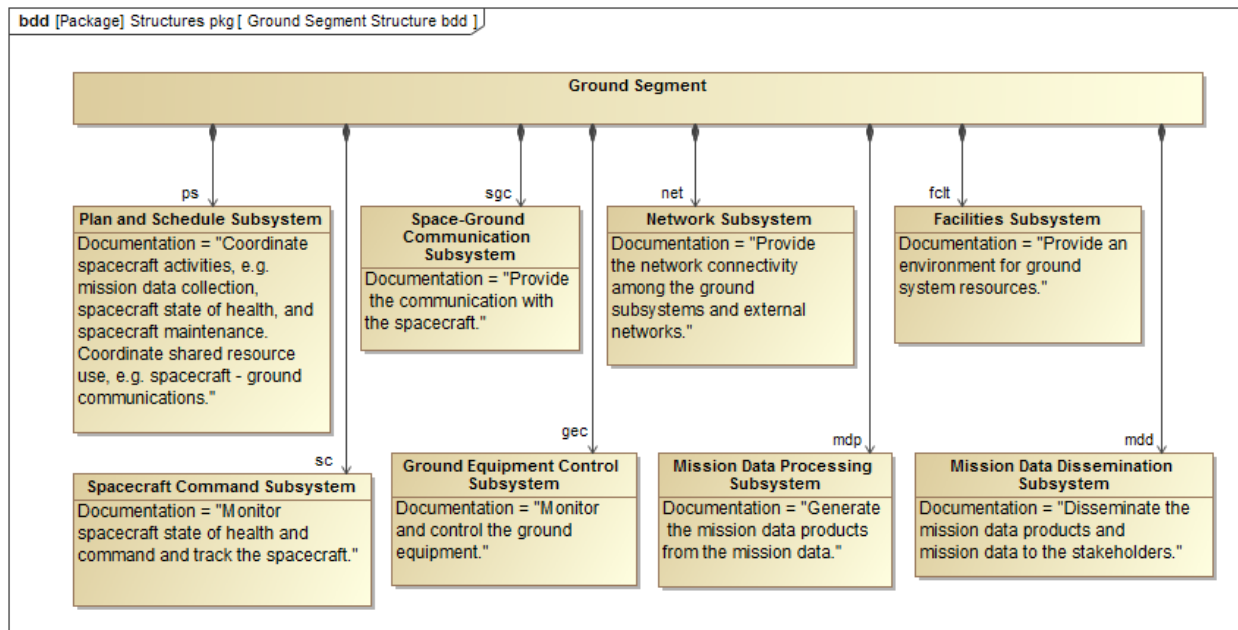 bdd [Package] Structures pkg [ Ground Segment Structure bdd ]
Ground Segment
ps
sgc
net
fclt
Plan and Schedule Subsystem
Documentation = "Coordinate
spacecraft activities, e.g.
mission data collection,
spacecraft state of health, and
spacecraft maintenance.
Coordinate shared resource
use, e.g. spacecraft - ground
communications."
Space-Ground
Communication
Subsystem
Documentation = "Provide
the communication with
the spacecraft."
Network Subsystem
Documentation = "Provide
the network connectivity
among the ground
subsystems and external
networks."
Facilities Subsystem
Documentation = "Provide an
environment for ground
system resources."
sc
gec
mdp
mdd
Spacecraft Command Subsystem
Documentation = "Monitor
spacecraft state of health and
command and track the spacecraft."
Ground Equipment Control
Subsystem
Documentation = "Monitor
and control the ground
equipment."
Mission Data Processing
Subsystem
Documentation = "Generate
the mission data products
from the mission data."
Mission Data Dissemination
Subsystem
Documentation = "Disseminate the
mission data products and
mission data to the stakeholders."